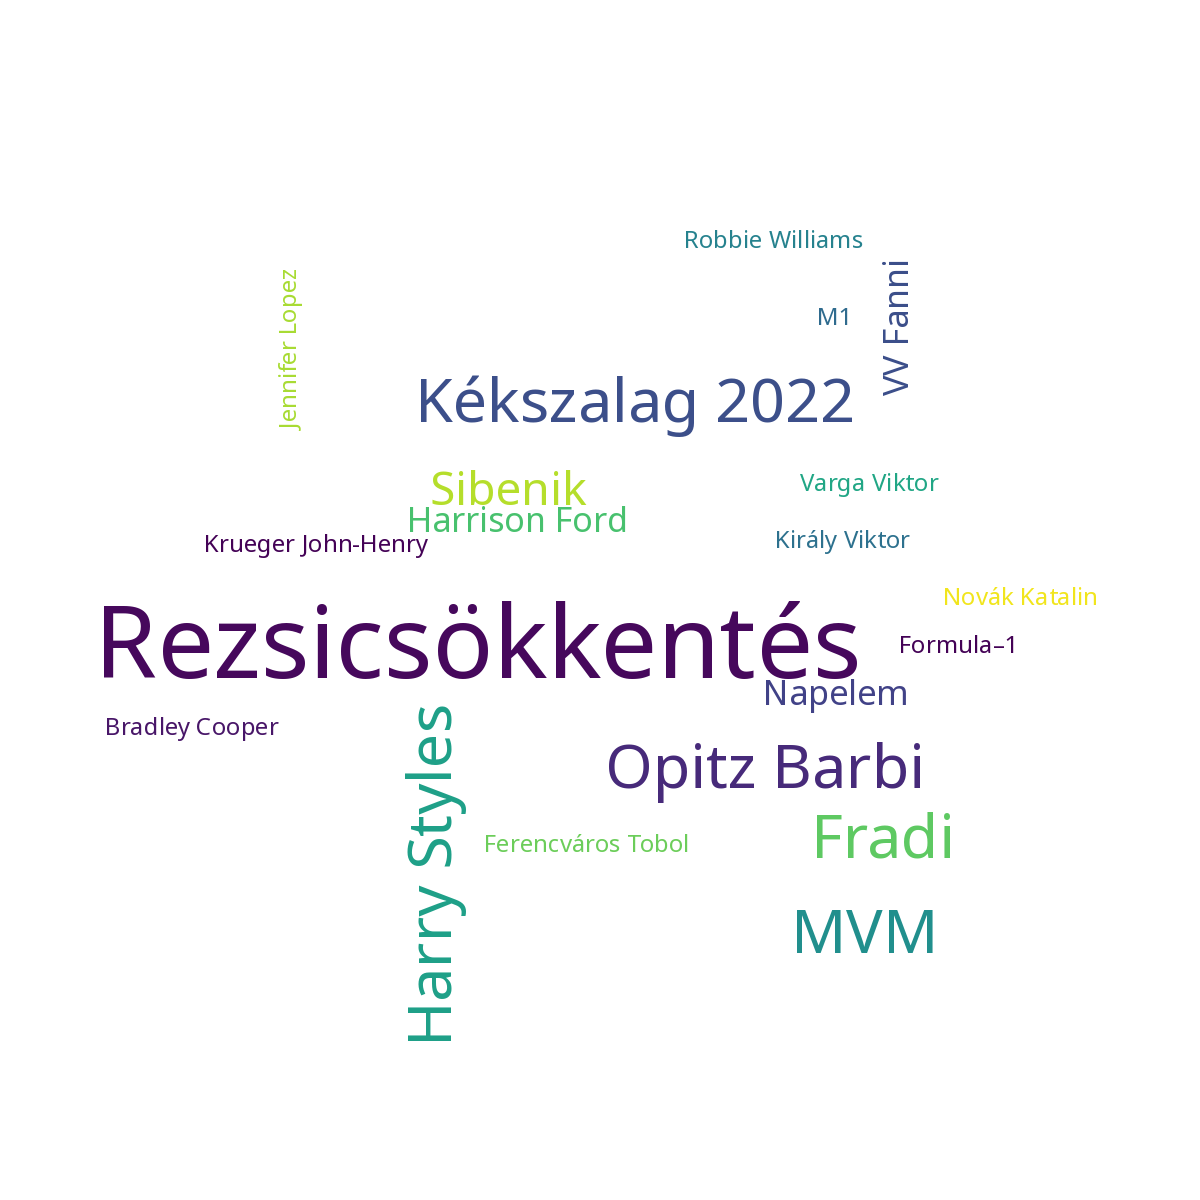 Robbie Williams
VV Fanni
Jennifer Lopez
M1
Kékszalag 2022
Sibenik
Varga Viktor
Harrison Ford
Krueger John-Henry
Király Viktor
Novák Katalin
Rezsicsökkentés
Formula–1
Napelem
Bradley Cooper
Harry Styles
Opitz Barbi
Fradi
Ferencváros Tobol
MVM